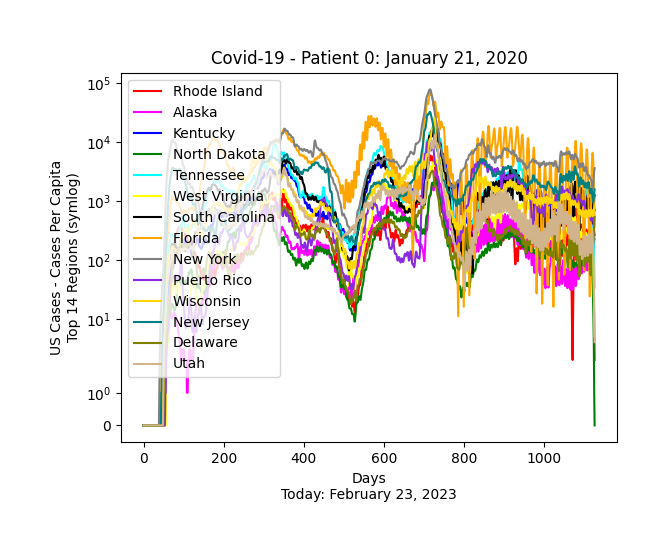 Covid-19 - Patient 0: January 21, 2020
US Cases - Cases Per Capita
Top 14 Regions (symlog)
10^5
10^4
10^3
10^2
10^1
10^0
0
Rhode Island
Alaska
Kentucky
North Dakota
Tennessee
West Virginia
South Carolina
Florida
New York
Puerto Rico
Wisconsin
New Jersey
Delaware
Utah
0 200 400 600 800 1000
Days
Today: February 23, 2023